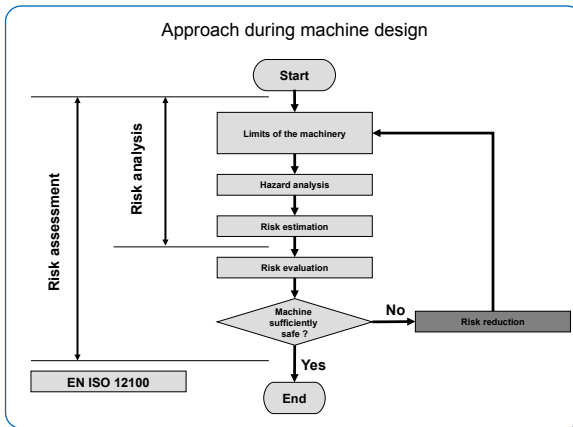 Approach during machine design
Start
Limits of the machinery
Hazard analysis
Risk estimation
Risk evaluation
Machine
sufficiently
safe ?
No
Risk reduction
Yes
End
Risk analysis
Risk assessment
EN ISO 12100